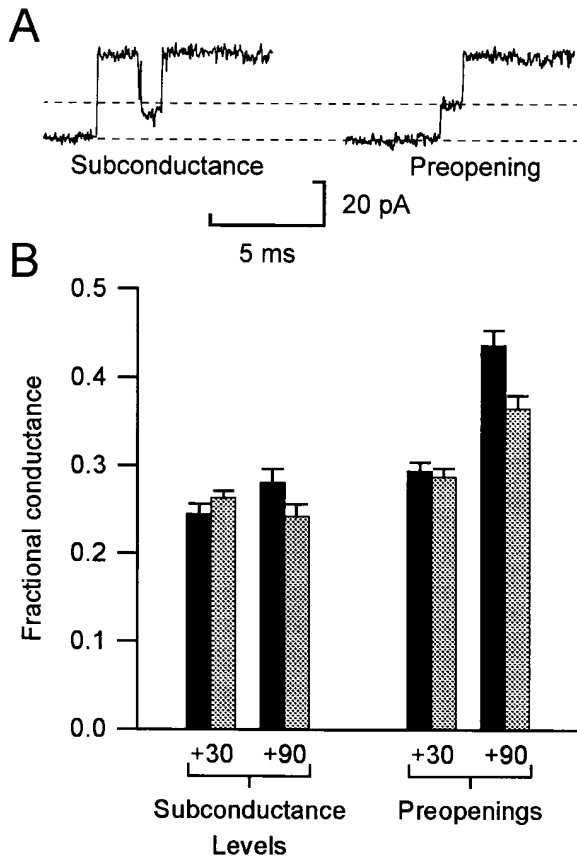 A
Subconductance
Preopening
20 pA
5 ms
B
Fractional conductance
0.5
0.4
0.3
0.2
0.1
0.0
+30 +90 +30 +90
Subconductance
Levels
Preopenings